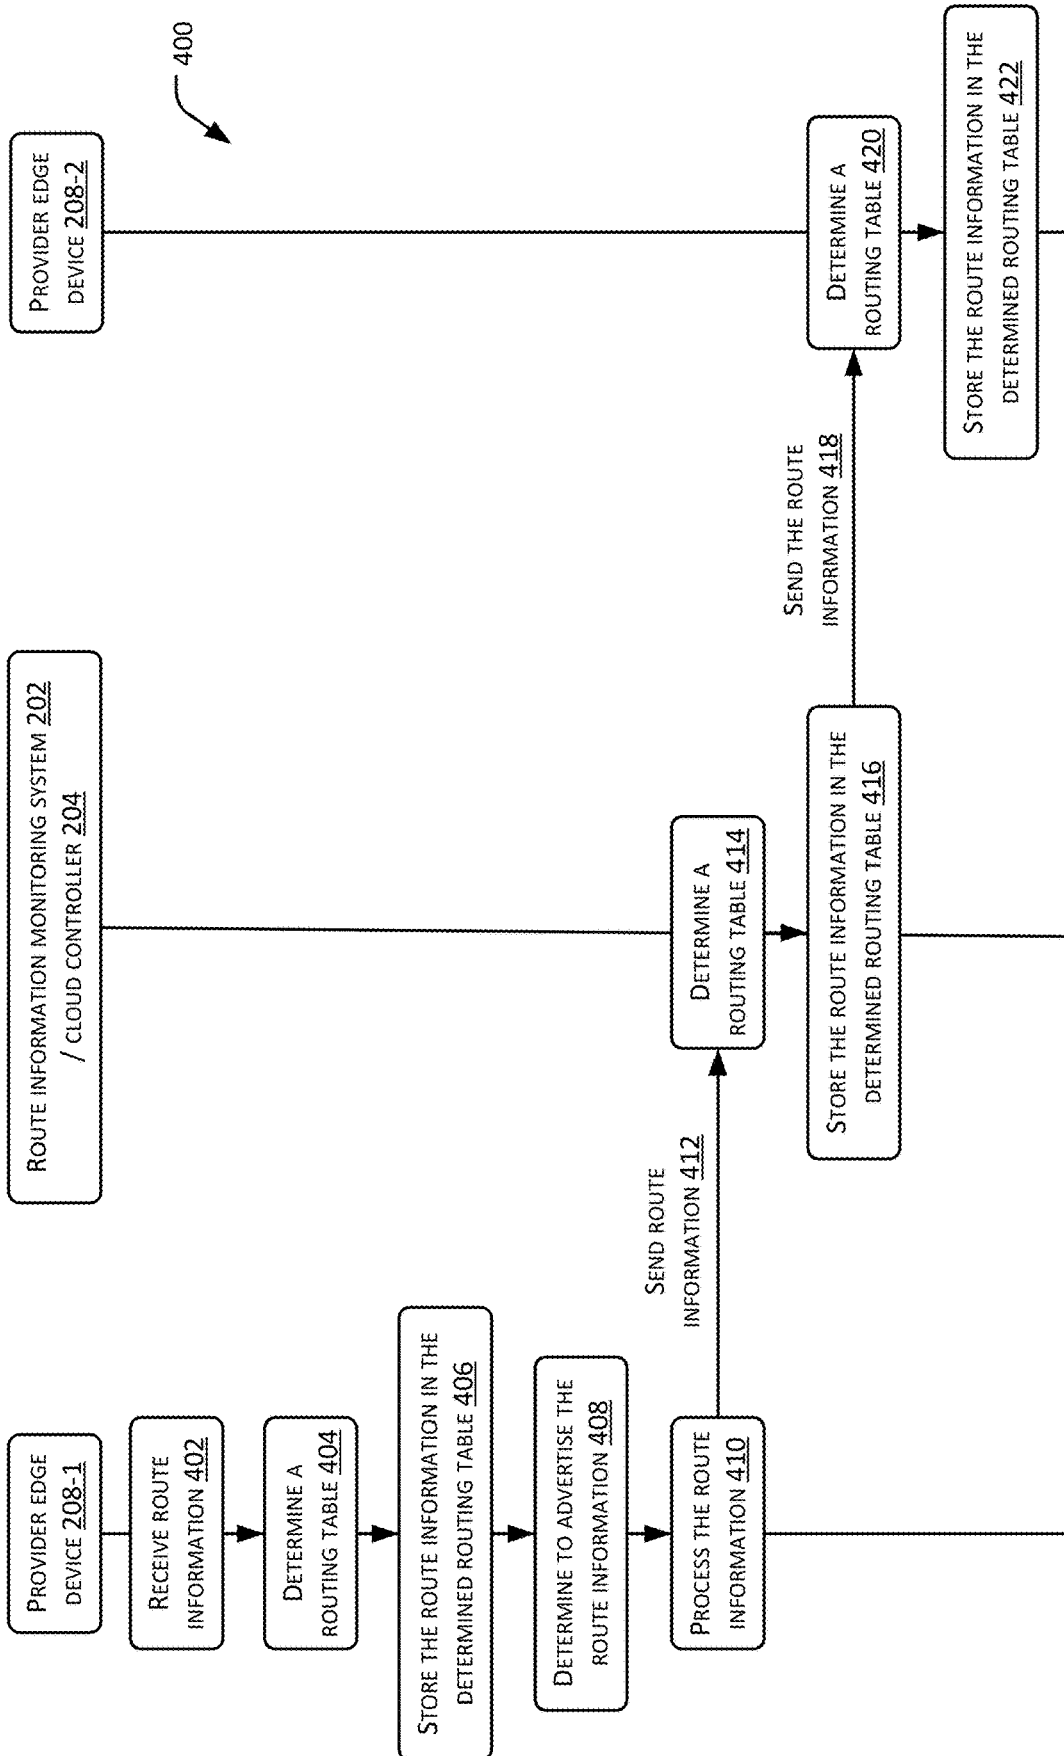 400
PROVIDER EDGE
DEVICE 208-1
ROUTE INFORMATION MONITORING SYSTEM 202
/ CLOUD CONTROLLER 204
PROVIDER EDGE
DEVICE 208-2
RECEIVE ROUTE
INFORMATION 402
DETERMINE A
ROUTING TABLE 404
STORE THE ROUTE INFORMATION IN THE
DETERMINED ROUTING TABLE 406
DETERMINE TO ADVERTISE THE
ROUTE INFORMATION 408
PROCESS THE ROUTE
INFORMATION 410
SEND ROUTE
INFORMATION 412
DETERMINE A
ROUTING TABLE 414
STORE THE ROUTE INFORMATION IN THE
DETERMINED ROUTING TABLE 416
SEND THE ROUTE
INFORMATION 418
DETERMINE A
ROUTING TABLE 420
STORE THE ROUTE INFORMATION IN THE
DETERMINED ROUTING TABLE 422